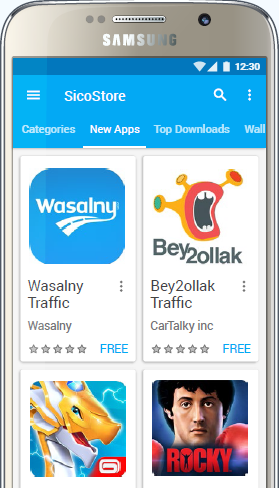 SAMSUNG
12:30
SicoStore
Categories
New Apps
Top Downloads
Wall
Wasalny
Bey2ollak
Wasalny
Traffic
Bey2ollak
Traffic
Wasalny
CarTalky inc
FREE
FREE
ROCKY